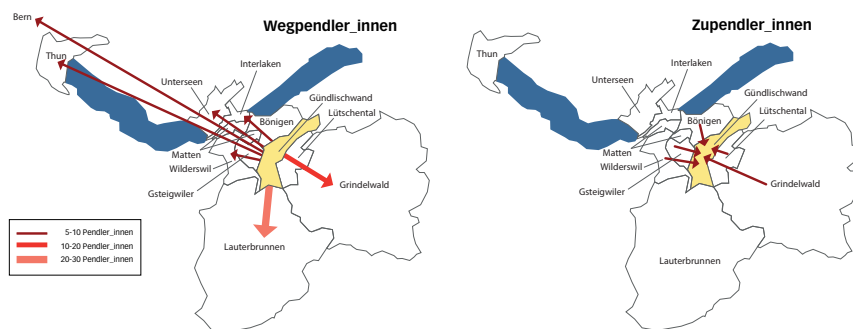 Wegpendler_innen
Bern
Thun
Interlaken
Unterseen
Gündlischwand
Bönigen
Lütschental
Matten
Wilderswil
Gsteigwiler
Grindelwald
Lauterbrunnen
5-10 Pendler_innen
10-20 Pendler_innen
20-30 Pendler_innen
Zupendler_innen
Thun
Interlaken
Unterseen
Gündlischwand
Lütschental
Bönigen
Matten
Wilderswil
Gsteigwiler
Grindelwald
Lauterbrunnen